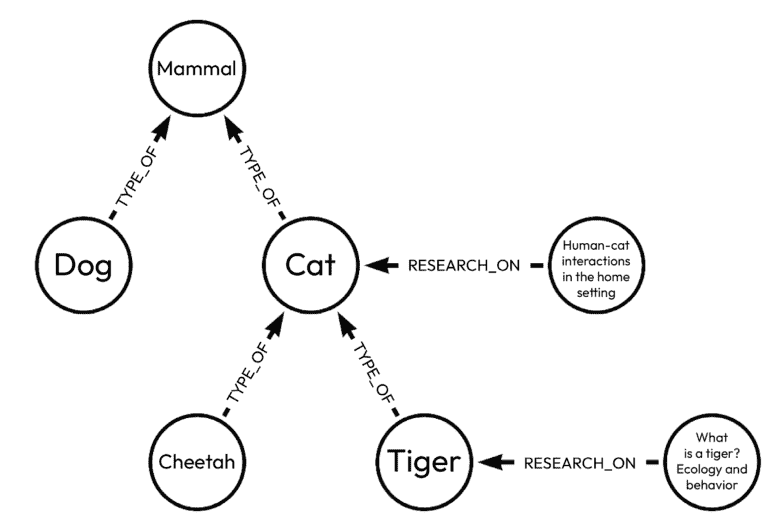 Mammal
TYPE_OF
TYPE_OF
Dog
Cat
RESEARCH_ON
Human-cat
interactions
in the home
setting
TYPE_OF
TYPE_OF
Cheetah
Tiger
RESEARCH_ON
What
is a tiger?
Ecology and
behavior